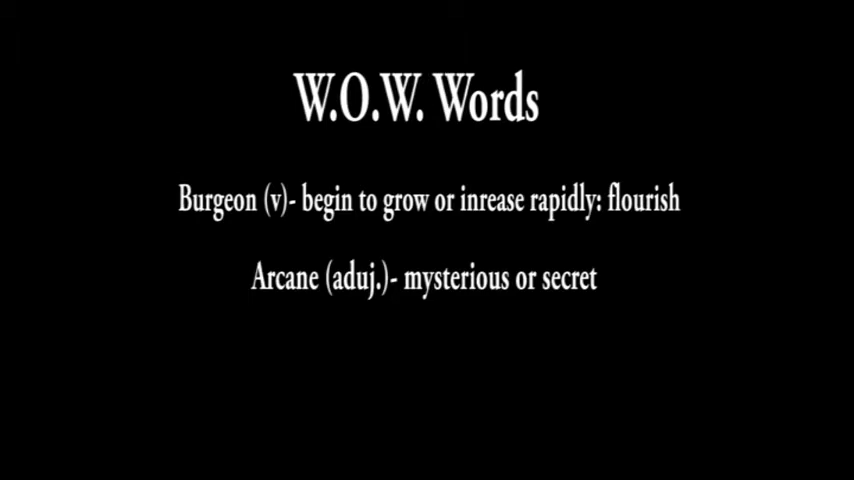 W.O.W. Words
Burgeon (v)- begin to grow or inrease rapidly: flourish
Arcane (aduj.)- mysterious or secret